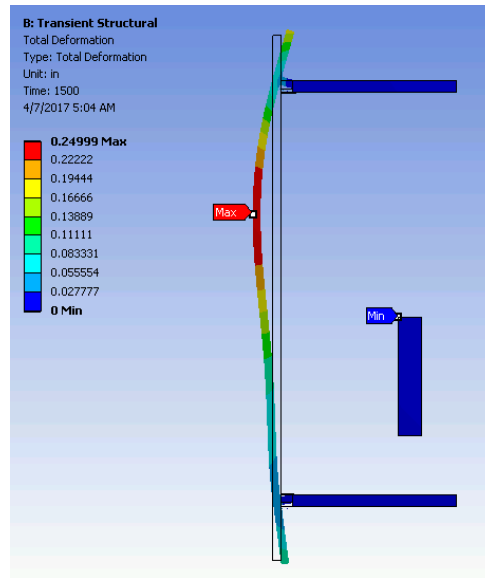 B: Transient Structural
Total Deformation
Type: Total Deformation
Unit: in
Time: 1500
4/7/2017 5:04 AM
0.24999 Max
0.22222
0.19444
0.16666
0.13889
0.11111
0.083331
0.055554
0.027777
0 Min
Max
Min